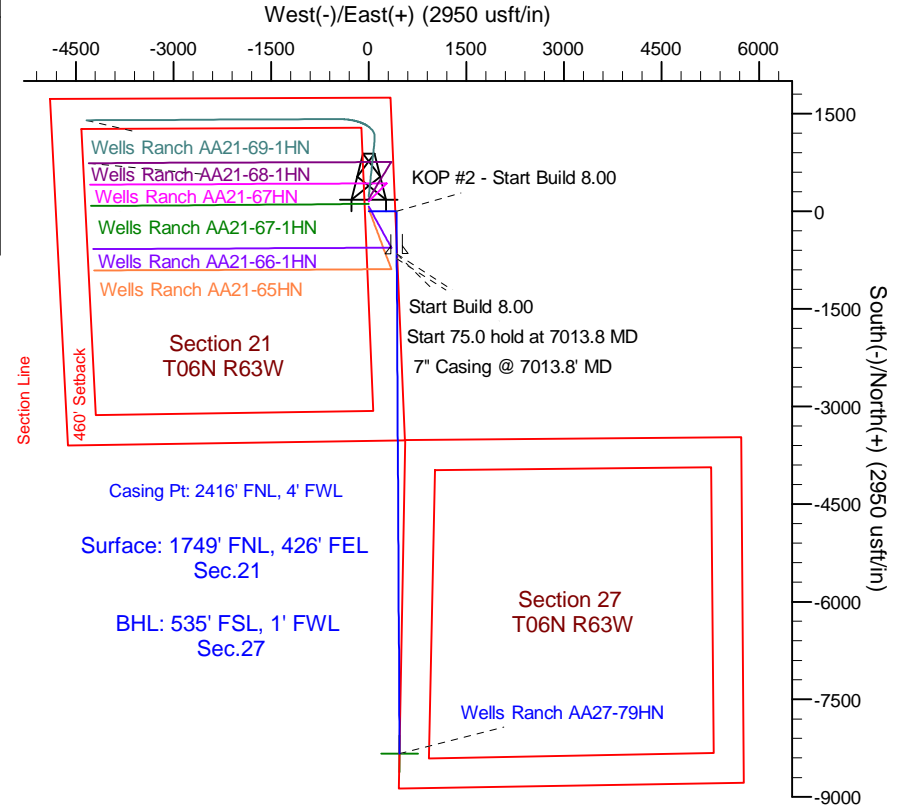 West(-)/East(+) (2950 usft/in)
-4500 -3000 -1500 0 1500 3000 4500 6000
1500
0
-1500
-3000
-4500
-6000
-7500
-9000
South(-)/North(+) (2950 usft/in)
Wells Ranch AA21-69-1HN
Wells Ranch AA21-68-1HN
Wells Ranch AA21-67HN
Wells Ranch AA21-67-1HN
Wells Ranch AA21-66-1HN
Wells Ranch AA21-65HN
KOP #2 - Start Build 8.00
Start Build 8.00
Start 75.0 hold at 7013.8 MD
7" Casing @ 7013.8' MD
Section 21
T06N R63W
Section Line
460' Setback
Casing Pt: 2416' FNL, 4' FWL
Surface: 1749' FNL, 426' FEL
Sec.21
BHL: 535' FSL, 1' FWL
Sec.27
Section 27
T06N R63W
Wells Ranch AA27-79HN